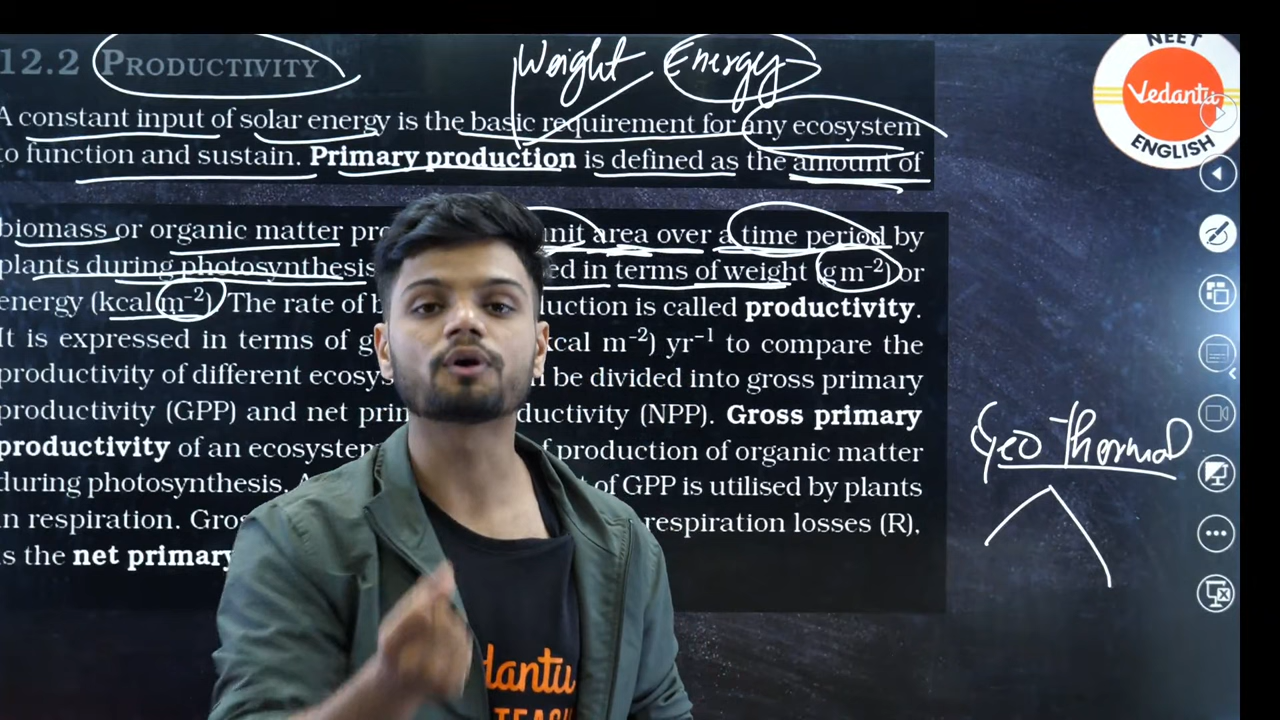 12.2 PRODUCTIVITY
Weight Energy
A constant input of solar energy is the basic requirement for any ecosystem
to function and sustain. Primary production is defined as the amount of
biomass or organic matter unit area over a time period by
plants during photosynthesis in terms of weight (g m⁻²) or
energy (kcal m⁻²) The rate of production is called productivity.
It is expressed in terms of kcal m⁻²) yr⁻¹ to compare the
productivity of different be divided into gross primary
productivity (GPP) and net (NPP). Gross primary
productivity of an ecosystem of production of organic matter
during photosynthesis. of GPP is utilised by plants
in respiration. respiration losses (R),
is the net primary
Geo thermal
NEET
Vedantu
ENGLISH
dantu
TEACH